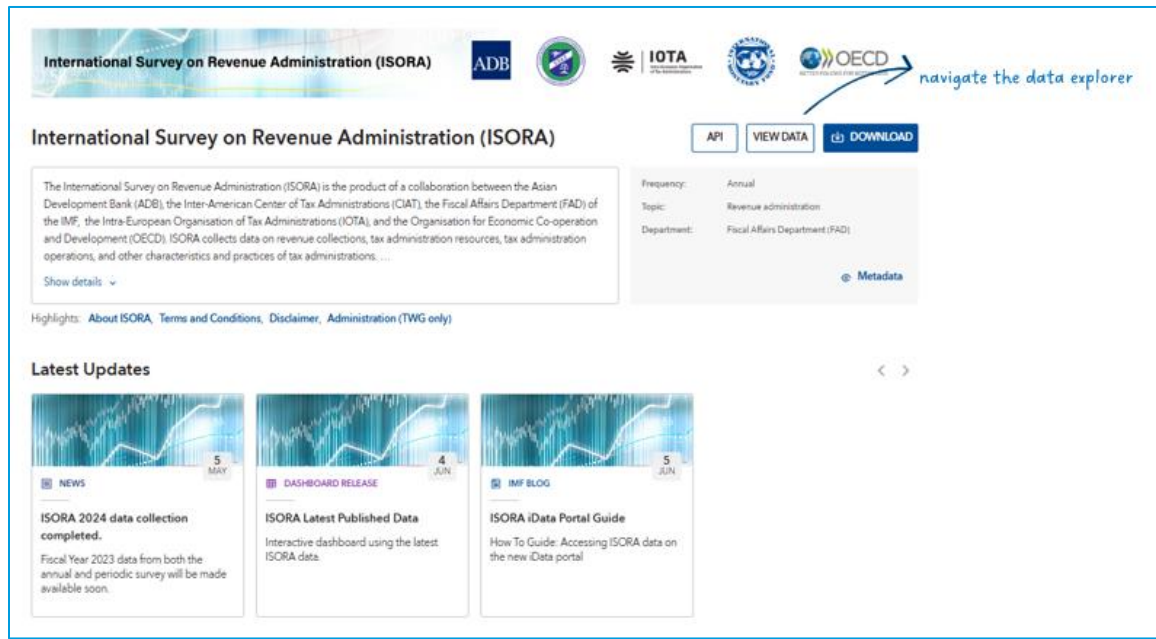 International Survey on Revenue Administration (ISORA)
ADB
IOTA
OECD
navigate the data explorer
International Survey on Revenue Administration (ISORA)
API
VIEW DATA
DOWNLOAD
The International Survey on Revenue Administration (ISORA) is the product of a collaboration between the Asian
Development Bank (ADB), the Inter-American Center of Tax Administrations (CIAT), the Fiscal Affairs Department (FAD) of
the IMF, the Intra-European Organisation of Tax Administrations (IOTA), and the Organisation for Economic Co-operation
and Development (OECD). ISORA collects data on revenue collections, tax administration resources, tax administration
operations, and other characteristics and practices of tax administrations. ...
Show details
Frequency: Annual
Topic: Revenue administration
Department: Fiscal Affairs Department (FAD)
Metadata
Highlights: About ISORA, Terms and Conditions, Disclaimer, Administration (TWG only)
Latest Updates
5
MAY
NEWS
ISORA 2024 data collection
completed.
Fiscal Year 2023 data from both the
annual and periodic survey will be made
available soon.
4
JUN
DASHBOARD RELEASE
ISORA Latest Published Data
Interactive dashboard using the latest
ISORA data.
5
JUN
IMF BLOG
ISORA iData Portal Guide
How To Guide: Accessing ISORA data on
the new iData portal